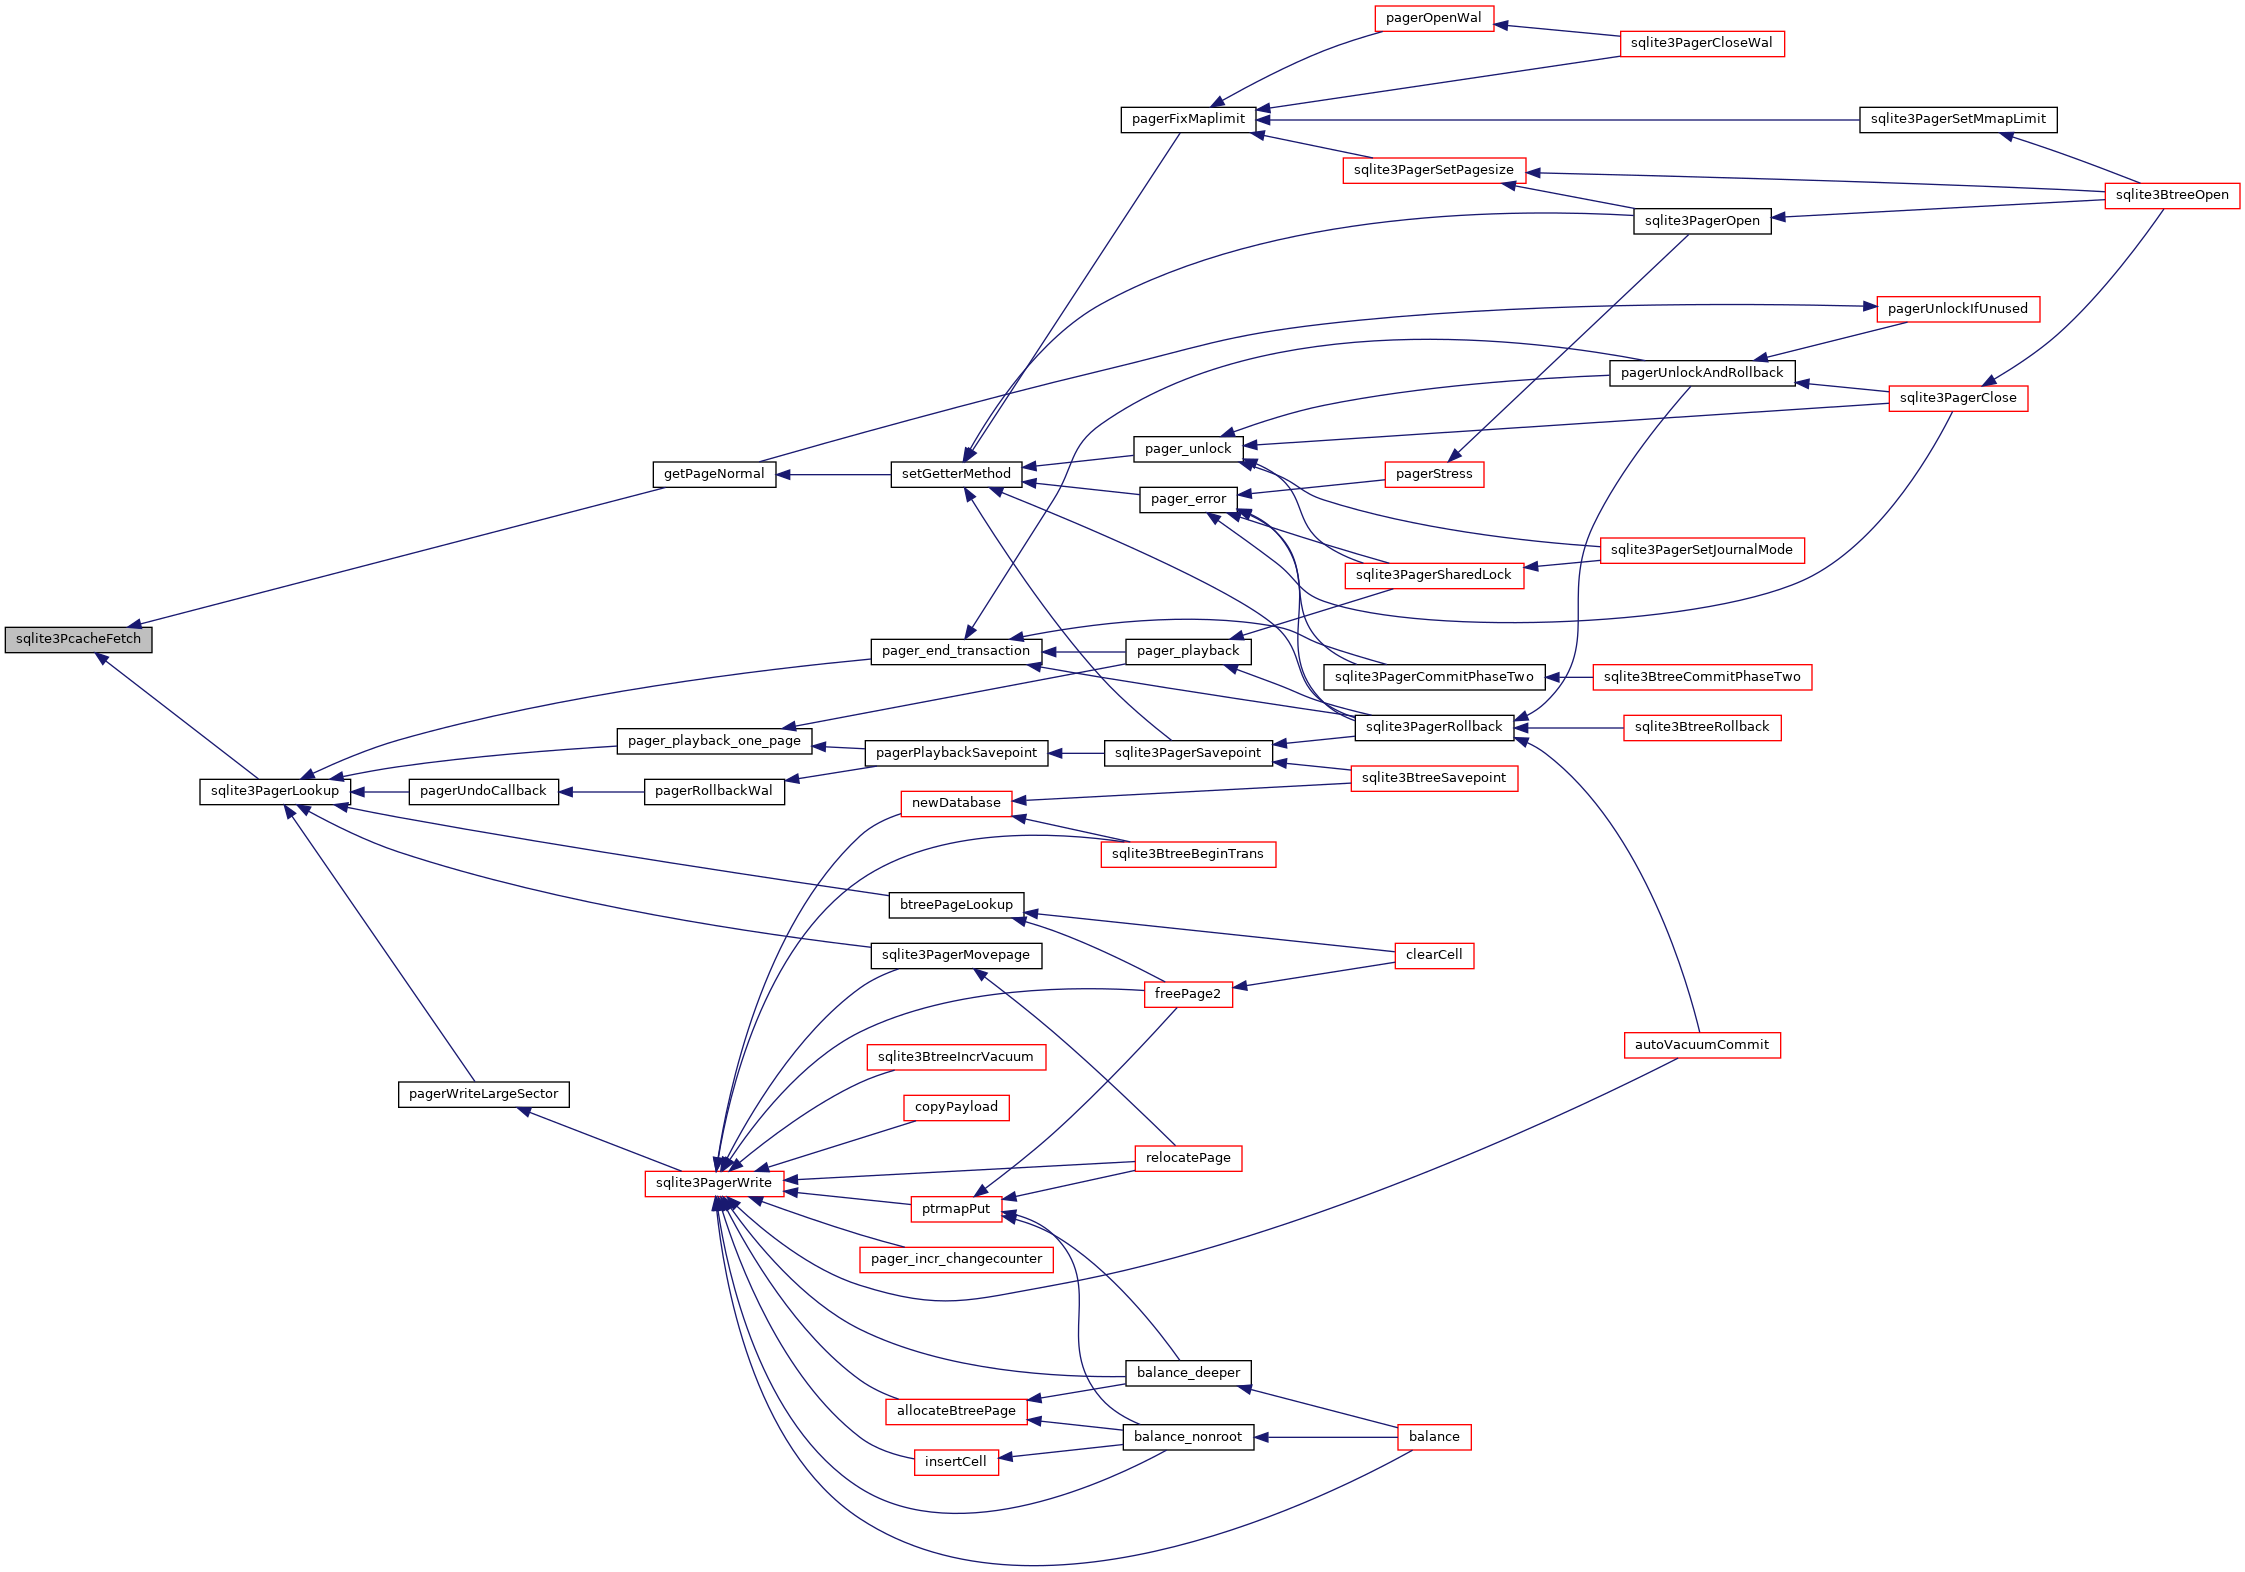 pagerOpenWal
sqlite3PagerCloseWal
pagerFixMaplimit
sqlite3PagerSetMmapLimit
sqlite3PagerSetPagesize
sqlite3BtreeOpen
sqlite3PagerOpen
pagerUnlockIfUnused
pagerUnlockAndRollback
sqlite3PagerClose
pager_unlock
getPageNormal
setGetterMethod
pagerStress
pager_error
sqlite3PagerSetJournalMode
sqlite3PagerSharedLock
sqlite3PcacheFetch
pager_end_transaction
pager_playback
sqlite3PagerCommitPhaseTwo
sqlite3BtreeCommitPhaseTwo
sqlite3PagerRollback
sqlite3BtreeRollback
pager_playback_one_page
pagerPlaybackSavepoint
sqlite3PagerSavepoint
sqlite3BtreeSavepoint
sqlite3PagerLookup
pagerUndoCallback
pagerRollbackWal
newDatabase
sqlite3BtreeBeginTrans
btreePageLookup
sqlite3PagerMovepage
clearCell
freePage2
autoVacuumCommit
sqlite3BtreeIncrVacuum
pagerWriteLargeSector
copyPayload
relocatePage
sqlite3PagerWrite
ptrmapPut
pager_incr_changecounter
balance_deeper
allocateBtreePage
balance_nonroot
balance
insertCell